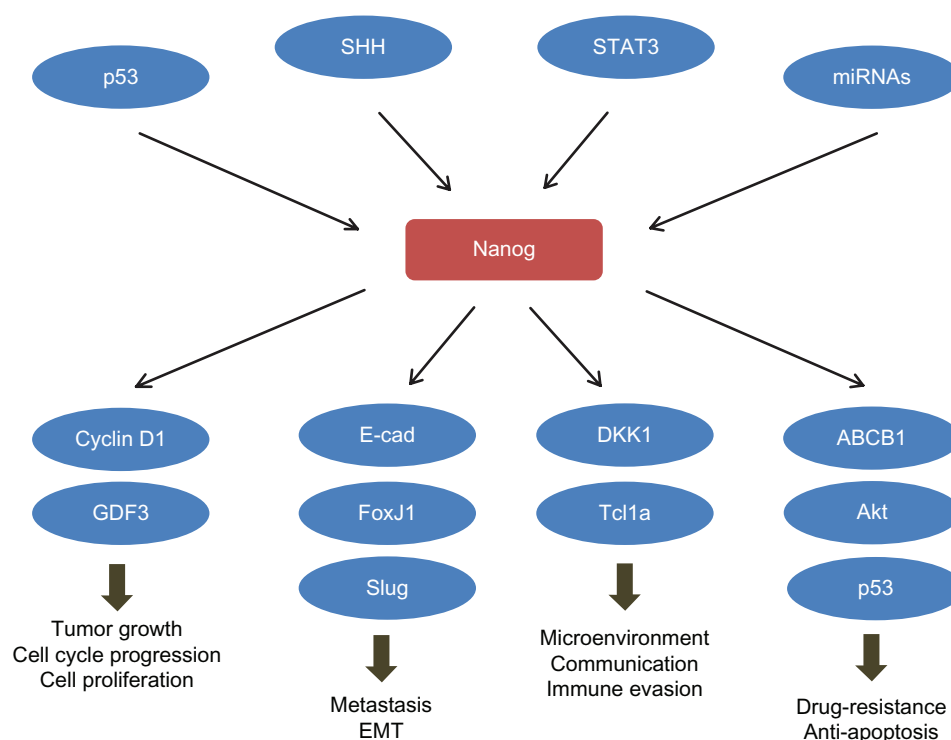 p53
SHH
STAT3
miRNAs
Nanog
Cyclin D1
GDF3
Tumor growth
Cell cycle progression
Cell proliferation
E-cad
FoxJ1
Slug
Metastasis
EMT
DKK1
Tcl1a
Microenvironment
Communication
Immune evasion
ABCB1
Akt
p53
Drug-resistance
Anti-apoptosis